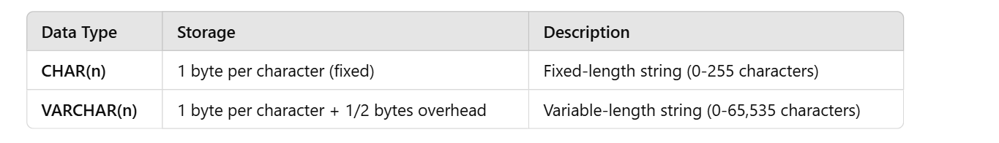 Data Type Storage Description
CHAR(n) 1 byte per character (fixed) Fixed-length string (0-255 characters)
VARCHAR(n) 1 byte per character + 1/2 bytes overhead Variable-length string (0-65,535 characters)